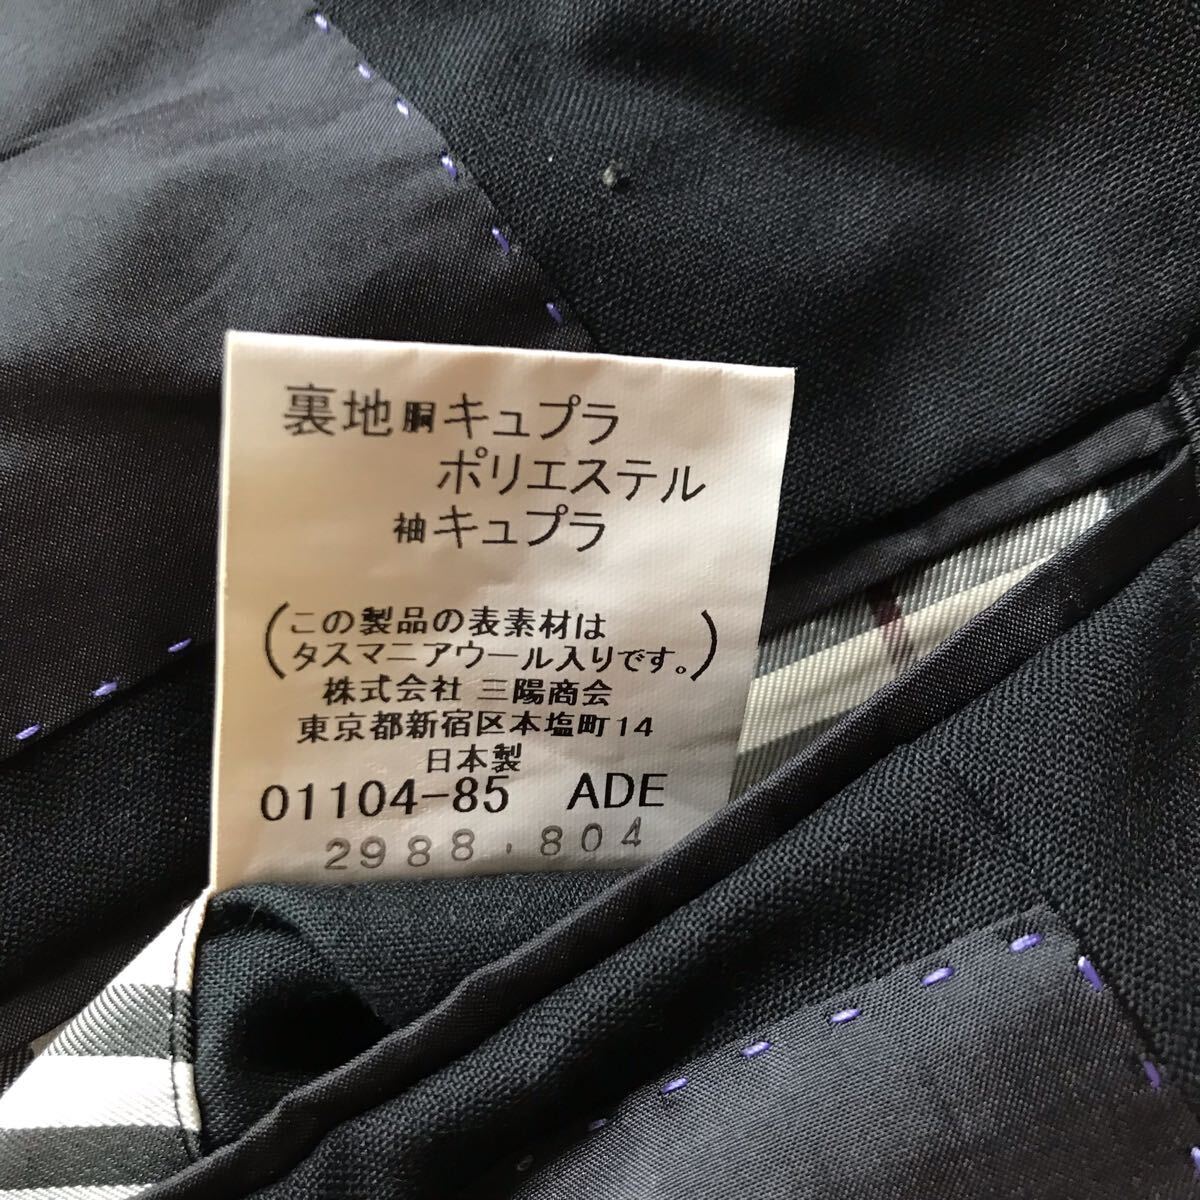 裏地胴キュプラ
ポリエステル
袖キュプラ
(この製品の表素材は
タスマニアウール入りです。)
株式会社 三陽商会
東京都新宿区本塩町14
日本製
01104-85 ADE
2988.804